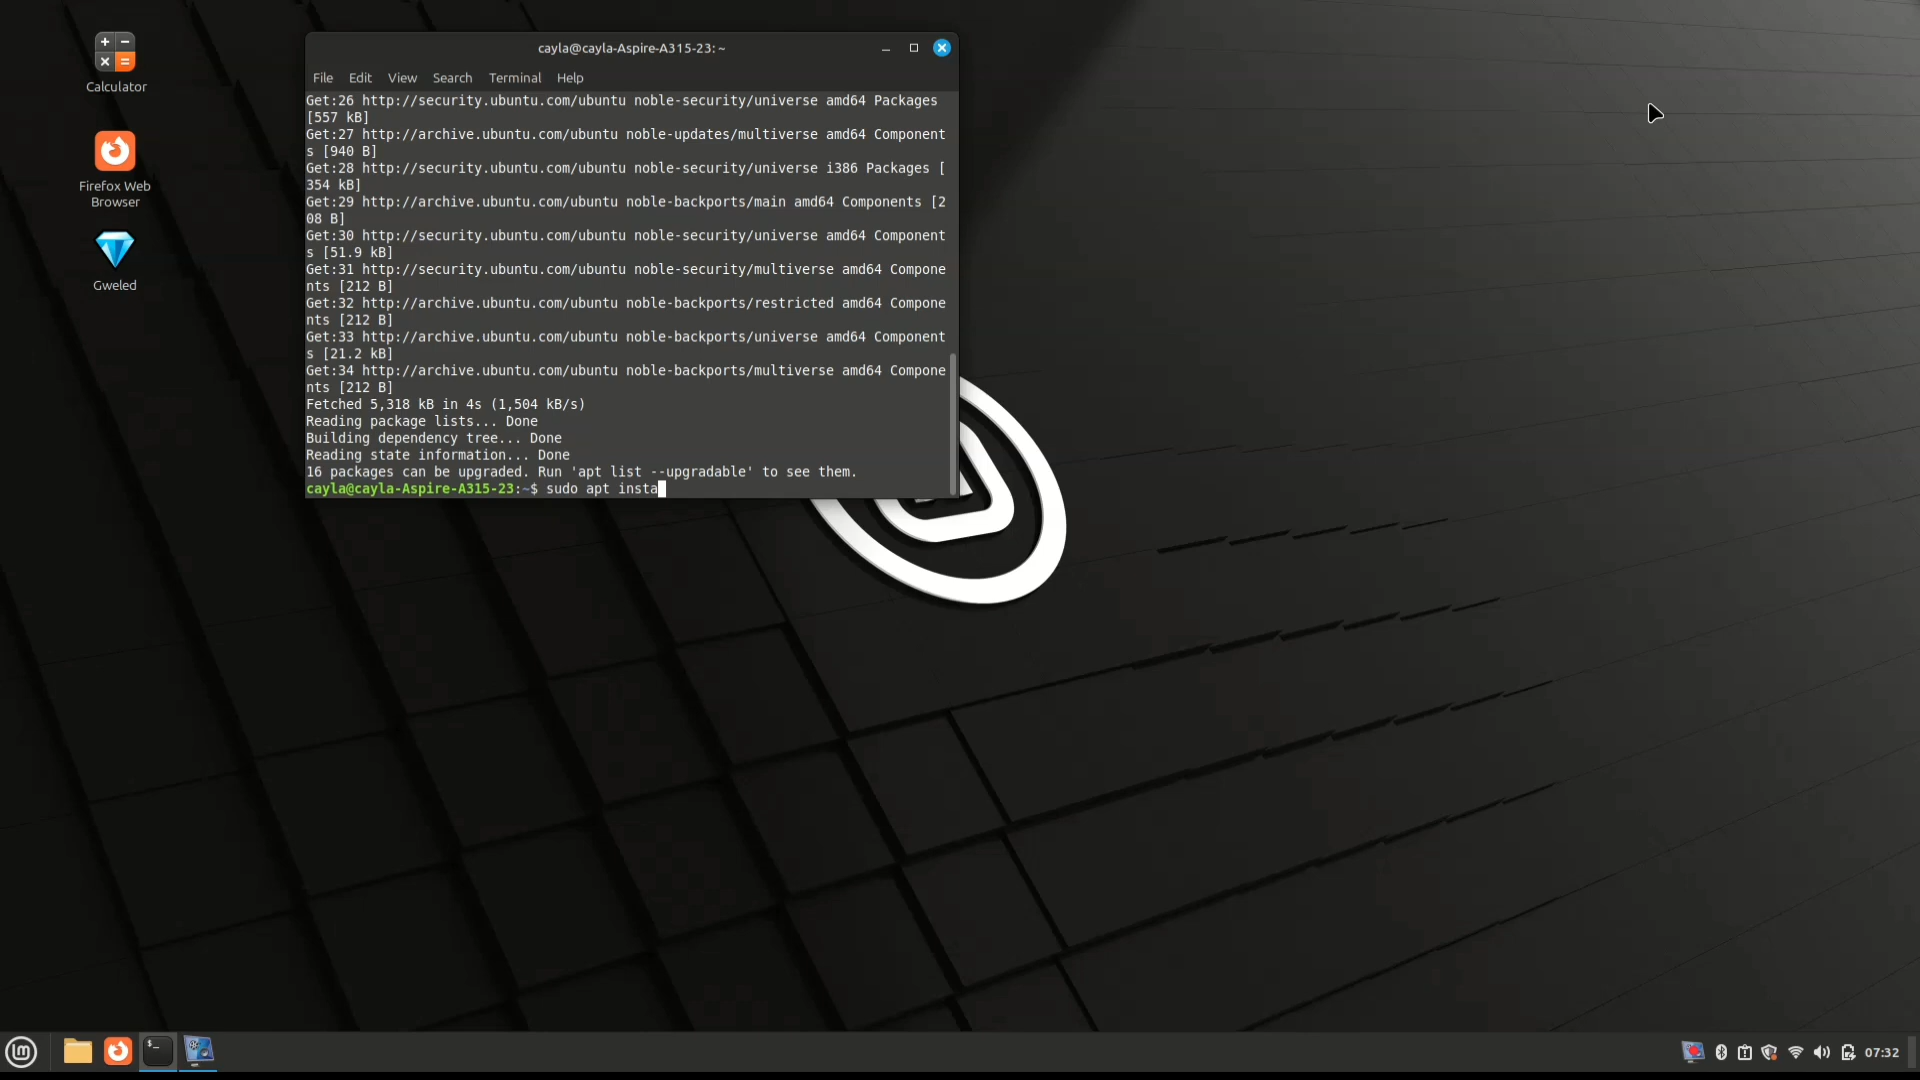 Calculator
Firefox Web
Browser
Gweled
cayla@cayla-Aspire-A315-23: ~
File Edit View Search Terminal Help
Get:26 http://security.ubuntu.com/ubuntu noble-security/universe amd64 Packages
[557 kB]
Get:27 http://archive.ubuntu.com/ubuntu noble-updates/multiverse amd64 Component
s [940 B]
Get:28 http://security.ubuntu.com/ubuntu noble-security/universe i386 Packages [
354 kB]
Get:29 http://archive.ubuntu.com/ubuntu noble-backports/main amd64 Components [2
08 B]
Get:30 http://security.ubuntu.com/ubuntu noble-security/universe amd64 Component
s [51.9 kB]
Get:31 http://security.ubuntu.com/ubuntu noble-security/multiverse amd64 Compone
nts [212 B]
Get:32 http://archive.ubuntu.com/ubuntu noble-backports/restricted amd64 Compone
nts [212 B]
Get:33 http://archive.ubuntu.com/ubuntu noble-backports/universe amd64 Component
s [21.2 kB]
Get:34 http://archive.ubuntu.com/ubuntu noble-backports/multiverse amd64 Compone
nts [212 B]
Fetched 5,318 kB in 4s (1,504 kB/s)
Reading package lists... Done
Building dependency tree... Done
Reading state information... Done
16 packages can be upgraded. Run 'apt list --upgradable' to see them.
cayla@cayla-Aspire-A315-23:~$ sudo apt insta
07:32